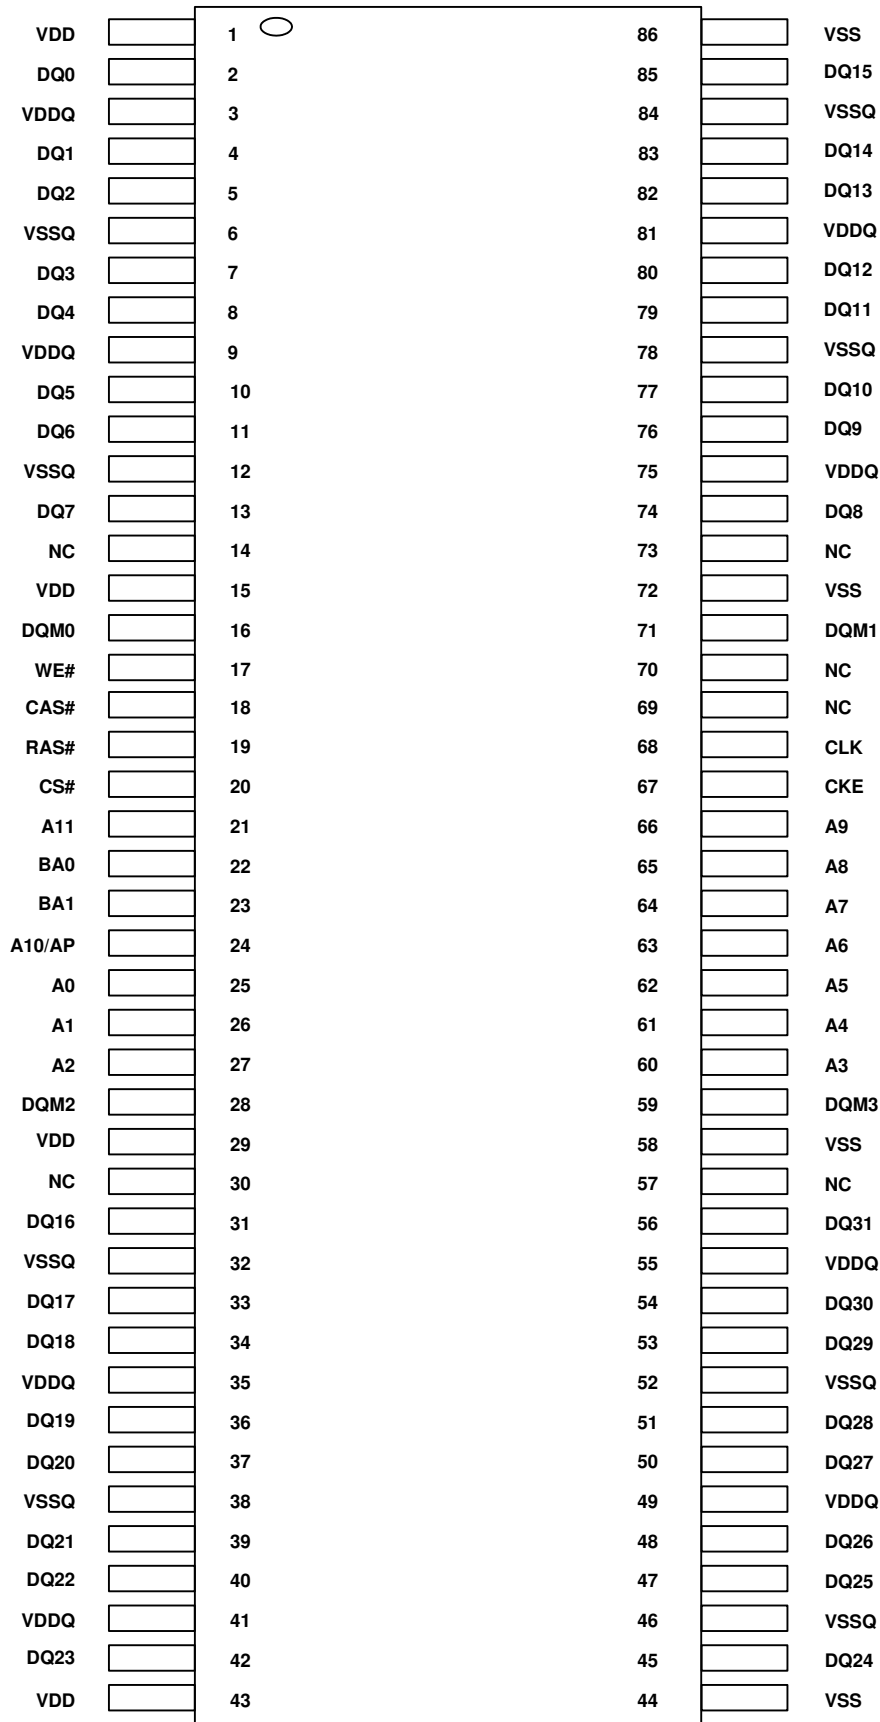 VDD 1 86 VSS
DQ0 2 85 DQ15
VDDQ 3 84 VSSQ
DQ1 4 83 DQ14
DQ2 5 82 DQ13
VSSQ 6 81 VDDQ
DQ3 7 80 DQ12
DQ4 8 79 DQ11
VDDQ 9 78 VSSQ
DQ5 10 77 DQ10
DQ6 11 76 DQ9
VSSQ 12 75 VDDQ
DQ7 13 74 DQ8
NC 14 73 NC
VDD 15 72 VSS
DQM0 16 71 DQM1
WE# 17 70 NC
CAS# 18 69 NC
RAS# 19 68 CLK
CS# 20 67 CKE
A11 21 66 A9
BA0 22 65 A8
BA1 23 64 A7
A10/AP 24 63 A6
A0 25 62 A5
A1 26 61 A4
A2 27 60 A3
DQM2 28 59 DQM3
VDD 29 58 VSS
NC 30 57 NC
DQ16 31 56 DQ31
VSSQ 32 55 VDDQ
DQ17 33 54 DQ30
DQ18 34 53 DQ29
VDDQ 35 52 VSSQ
DQ19 36 51 DQ28
DQ20 37 50 DQ27
VSSQ 38 49 VDDQ
DQ21 39 48 DQ26
DQ22 40 47 DQ25
VDDQ 41 46 VSSQ
DQ23 42 45 DQ24
VDD 43 44 VSS